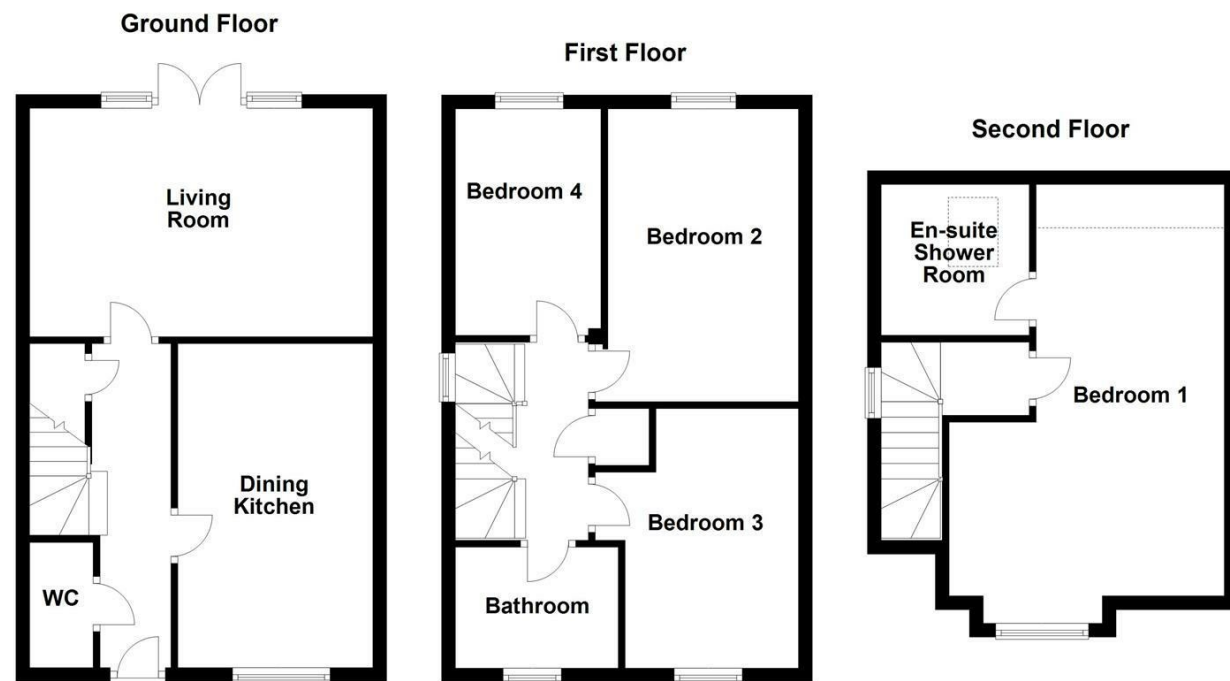 Ground Floor
Living
Room
Dining
Kitchen
WC
First Floor
Bedroom 4
Bedroom 2
Bedroom 3
Bathroom
Second Floor
En-suite
Shower
Room
Bedroom 1